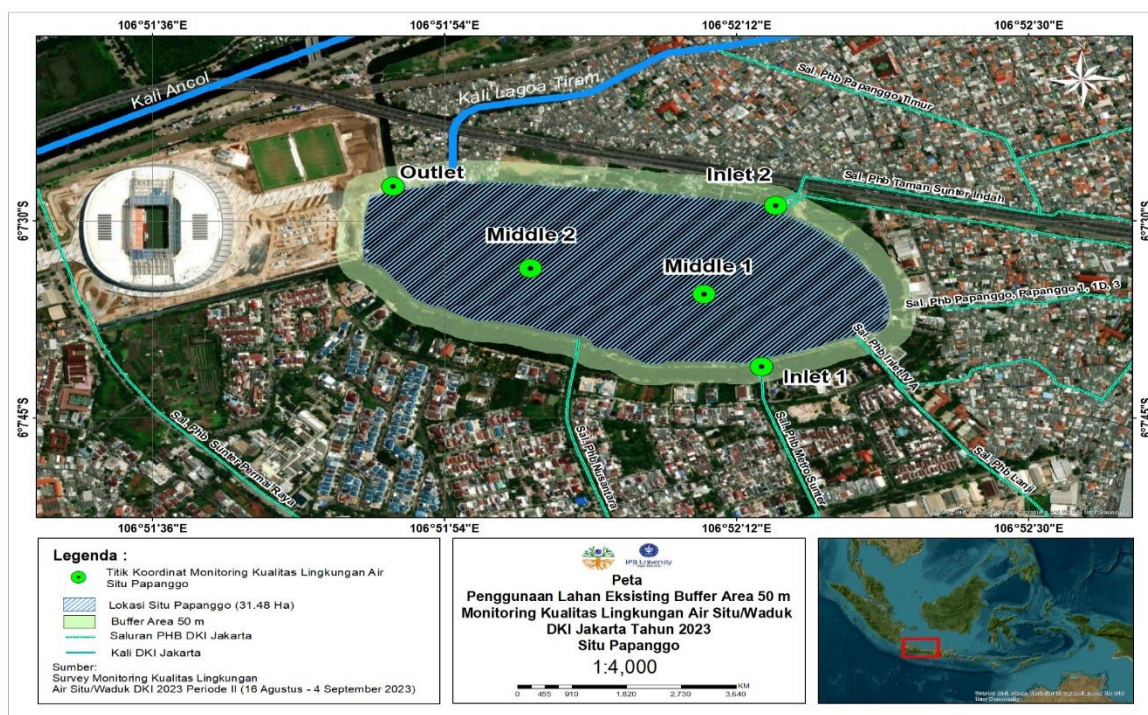 106°51'36"E 106°51'54"E 106°52'12"E 106°52'30"E
Kali Ancol
Kali Lagoa Tiram
Sal. Phb Papanggo Timur
Outlet
Inlet 2
Sal. Phb Taman Sunter Indah
6°7'30"S
6°7'30"S
Middle 2
Middle 1
Sal. Phb Papanggo, Papanggo 1, 1D, 3
Sal. Phb Inlet IV A
Inlet 1
6°7'45"S
6°7'45"S
Sal. Phb Sunter Parmai Raya
Sal. Phb Nusantara
Sal. Phb Metro Sunter
Sal. Phb Lanji
106°51'36"E 106°51'54"E 106°52'12"E 106°52'30"E
Legenda :
Titik Koordinat Monitoring Kualitas Lingkungan Air
Situ Papanggo
Lokasi Situ Papanggo (31.48 Ha)
Buffer Area 50 m
Saluran PHB DKI Jakarta
Kali DKI Jakarta
Sumber:
Survey Monitoring Kualitas Lingkungan
Air Situ/Waduk DKI 2023 Periode II (16 Agustus - 4 September 2023)
IPB University
Peta
Penggunaan Lahan Eksisting Buffer Area 50 m
Monitoring Kualitas Lingkungan Air Situ/Waduk
DKI Jakarta Tahun 2023
Situ Papanggo
1:4,000
KM
0 455 910 1.820 2.730 3.640
User Community